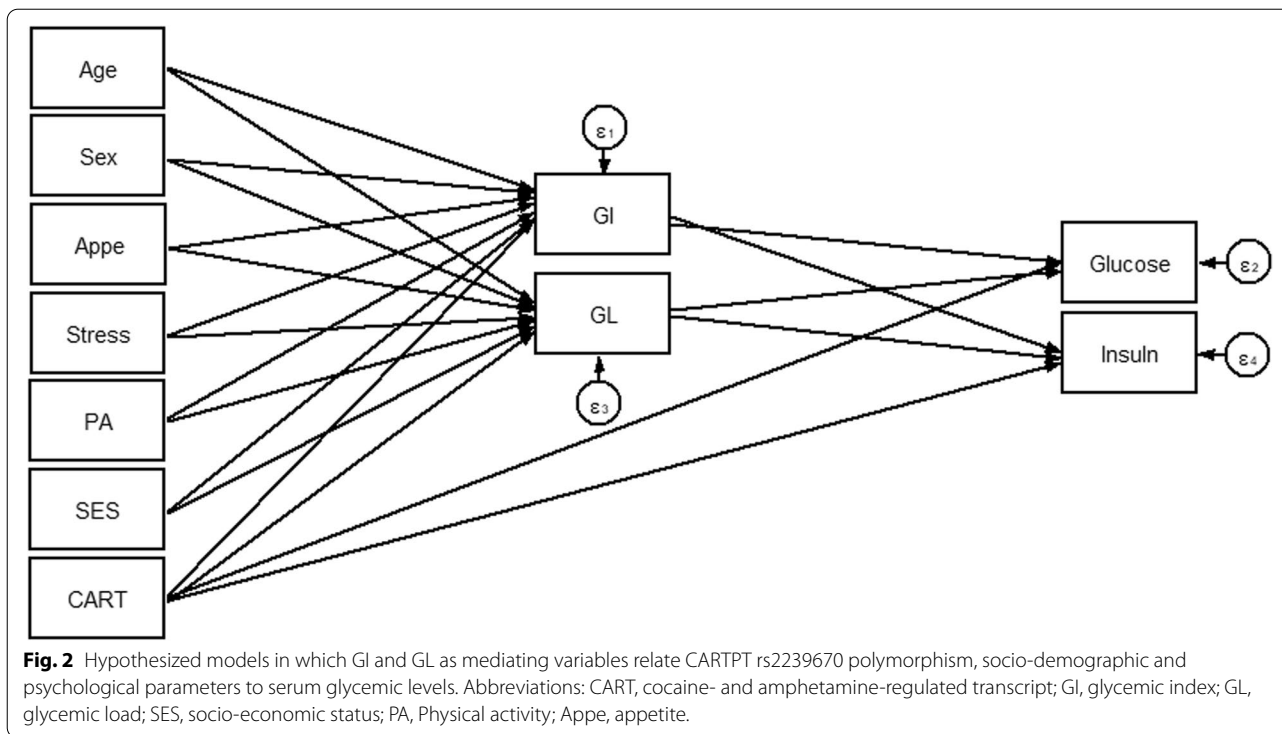 Age
Sex
Appe
Stress
PA
SES
CART
ε1
GI
GL
ε3
Glucose
ε2
Insuln
ε4
Fig. 2 Hypothesized models in which GI and GL as mediating variables relate CARTPT rs2239670 polymorphism, socio-demographic and
psychological parameters to serum glycemic levels. Abbreviations: CART, cocaine- and amphetamine-regulated transcript; GI, glycemic index; GL,
glycemic load; SES, socio-economic status; PA, Physical activity; Appe, appetite.